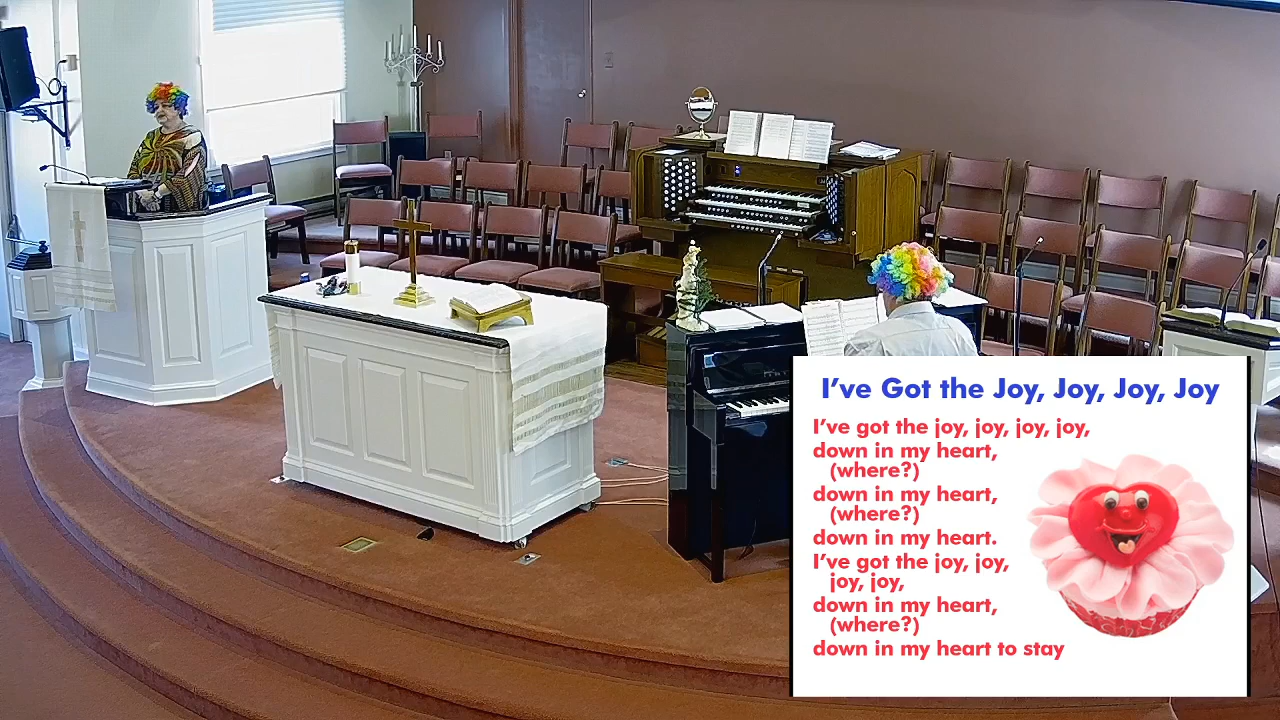 I've Got the Joy, Joy, Joy, Joy
I've got the joy, joy, joy, joy,
down in my heart,
(where?)
down in my heart,
(where?)
down in my heart.
I've got the joy, joy,
joy, joy,
down in my heart,
(where?)
down in my heart to stay